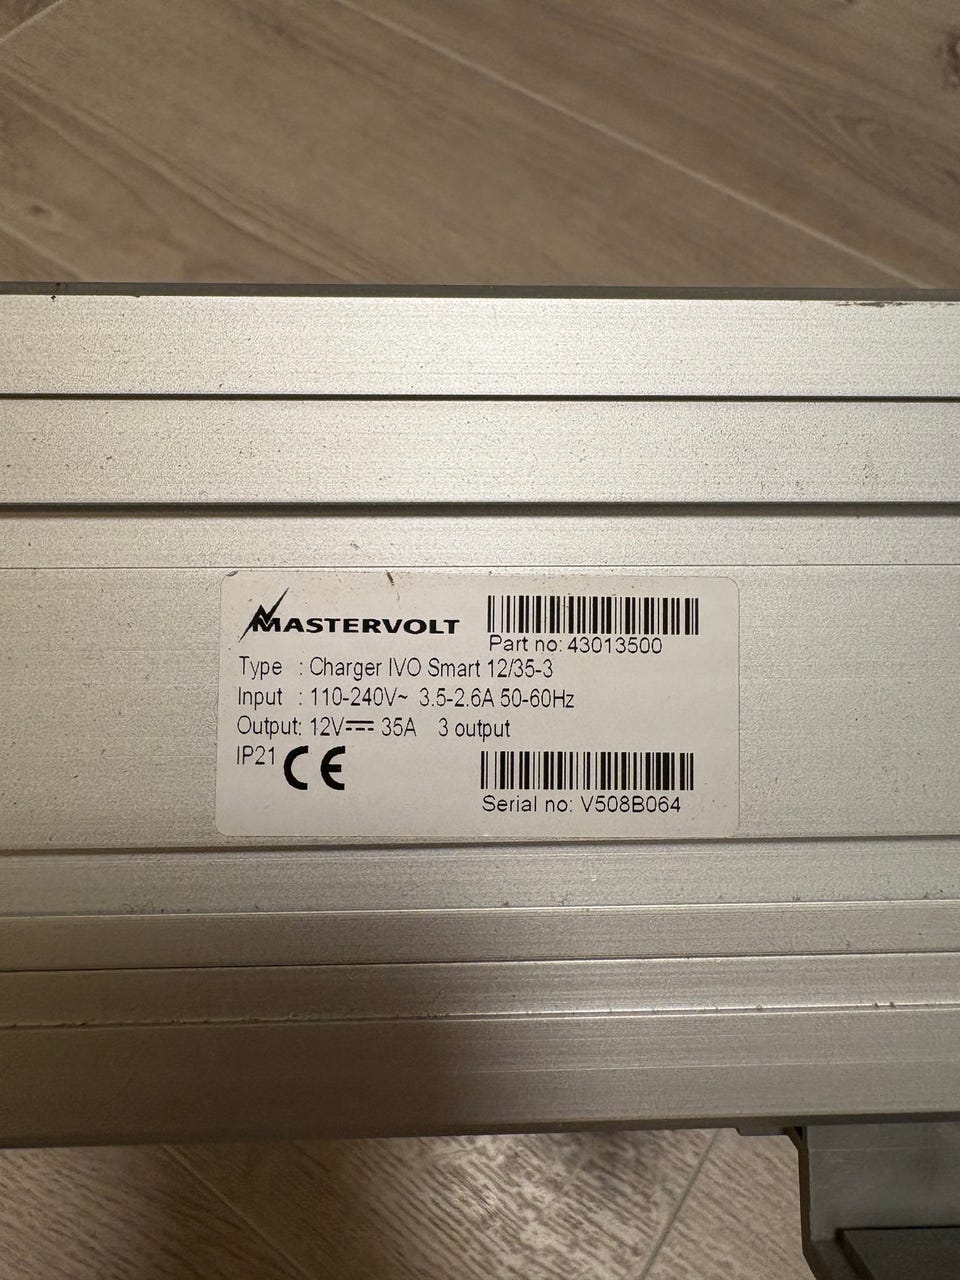 MASTERVOLT
Part no: 43013500
Type : Charger IVO Smart 12/35-3
Input : 110-240V~ 3.5-2.6A 50-60Hz
Output: 12V⎓ 35A 3 output
IP21 CE
Serial no: V508B064